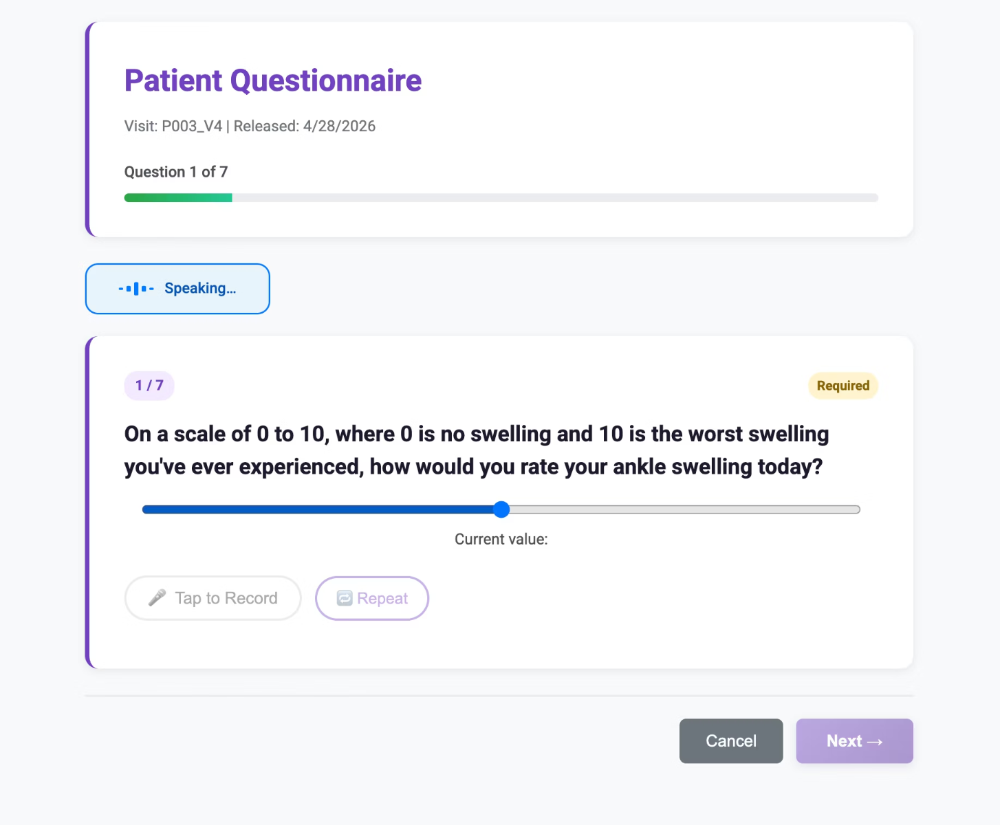 Patient Questionnaire
Visit: P003_V4 | Released: 4/28/2026
Question 1 of 7
Speaking...
1 / 7
Required
On a scale of 0 to 10, where 0 is no swelling and 10 is the worst swelling
you've ever experienced, how would you rate your ankle swelling today?
Current value:
Tap to Record
Repeat
Cancel
Next →